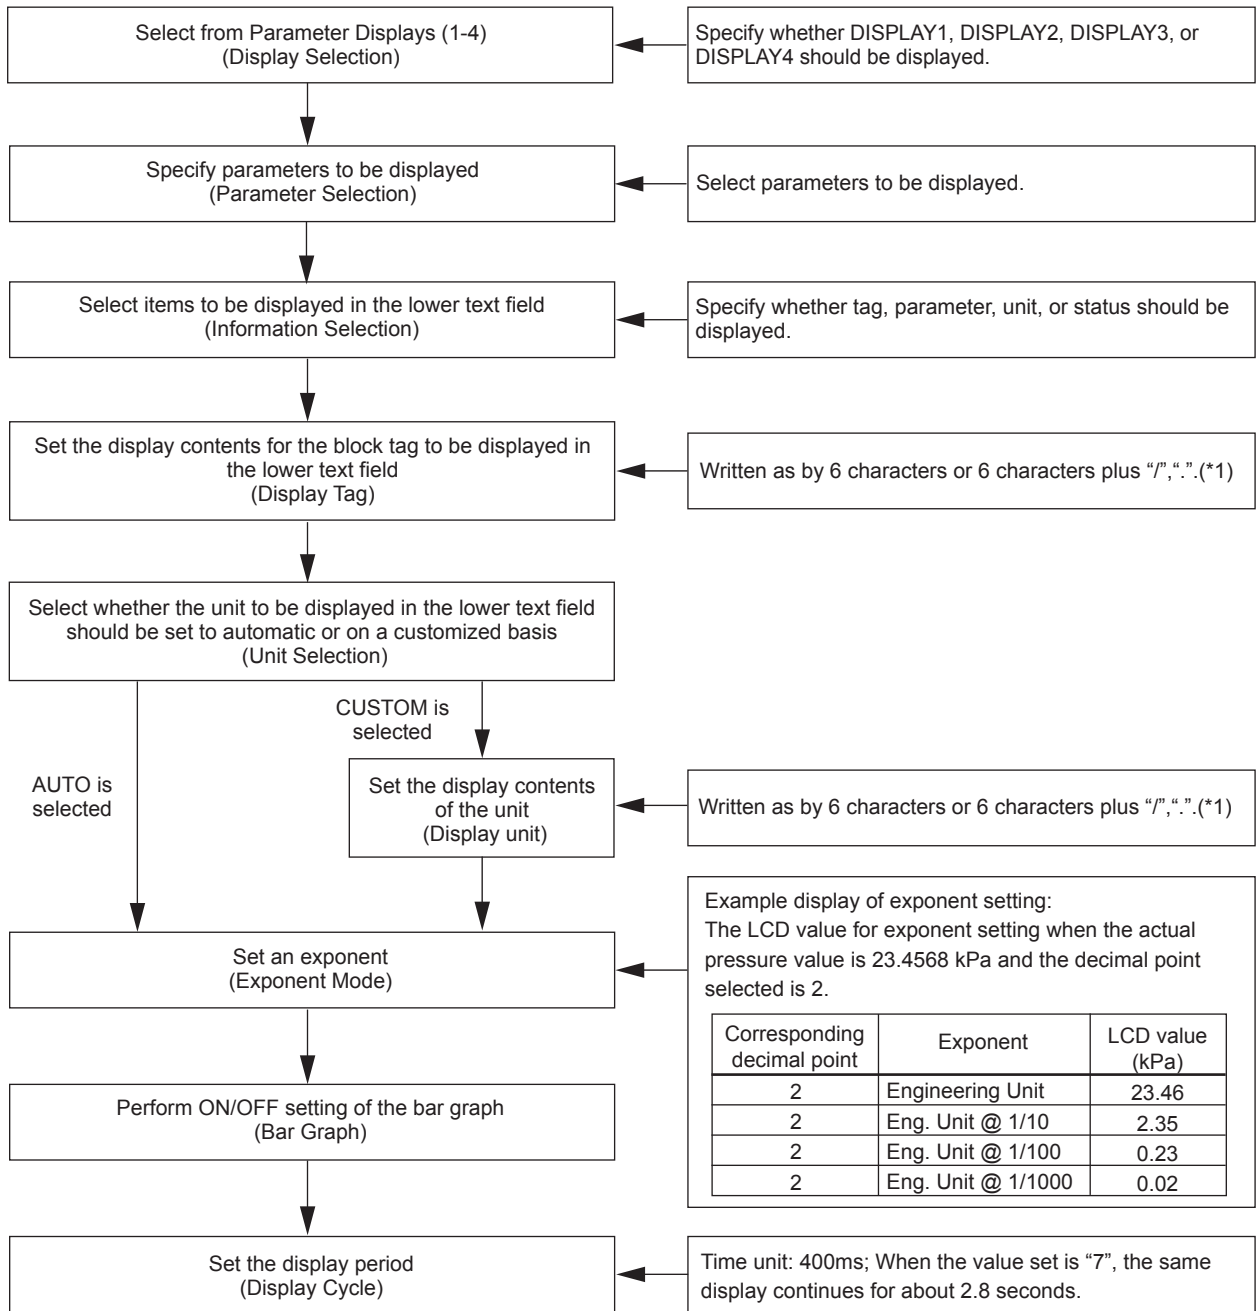 Select from Parameter Displays (1-4)
(Display Selection)
Specify whether DISPLAY1, DISPLAY2, DISPLAY3, or
DISPLAY4 should be displayed.
Specify parameters to be displayed
(Parameter Selection)
Select parameters to be displayed.
Select items to be displayed in the lower text field
(Information Selection)
Specify whether tag, parameter, unit, or status should be
displayed.
Set the display contents for the block tag to be displayed in
the lower text field
(Display Tag)
Written as by 6 characters or 6 characters plus “/”,“.”.(*1)
Select whether the unit to be displayed in the lower text field
should be set to automatic or on a customized basis
(Unit Selection)
CUSTOM is
selected
AUTO is
selected
Set the display contents
of the unit
(Display unit)
Written as by 6 characters or 6 characters plus “/”,“.”.(*1)
Set an exponent
(Exponent Mode)
Example display of exponent setting:
The LCD value for exponent setting when the actual
pressure value is 23.4568 kPa and the decimal point
selected is 2.
Corresponding decimal point Exponent LCD value (kPa)
2 Engineering Unit 23.46
2 Eng. Unit @ 1/10 2.35
2 Eng. Unit @ 1/100 0.23
2 Eng. Unit @ 1/1000 0.02
Perform ON/OFF setting of the bar graph
(Bar Graph)
Set the display period
(Display Cycle)
Time unit: 400ms; When the value set is “7”, the same
display continues for about 2.8 seconds.